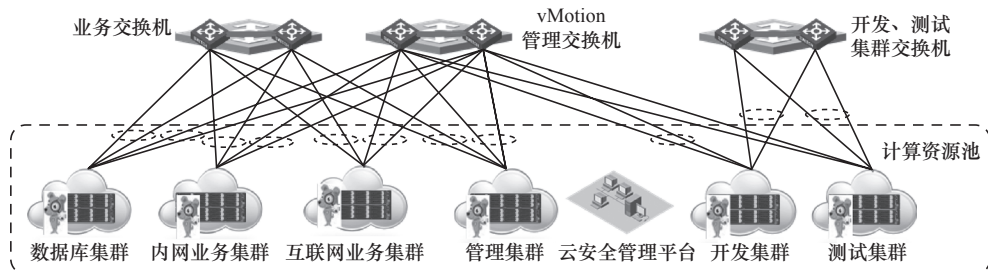 业务交换机
vMotion
管理交换机
开发、测试
集群交换机
计算资源池
数据库集群
内网业务集群
互联网业务集群
管理集群
云安全管理平台
开发集群
测试集群